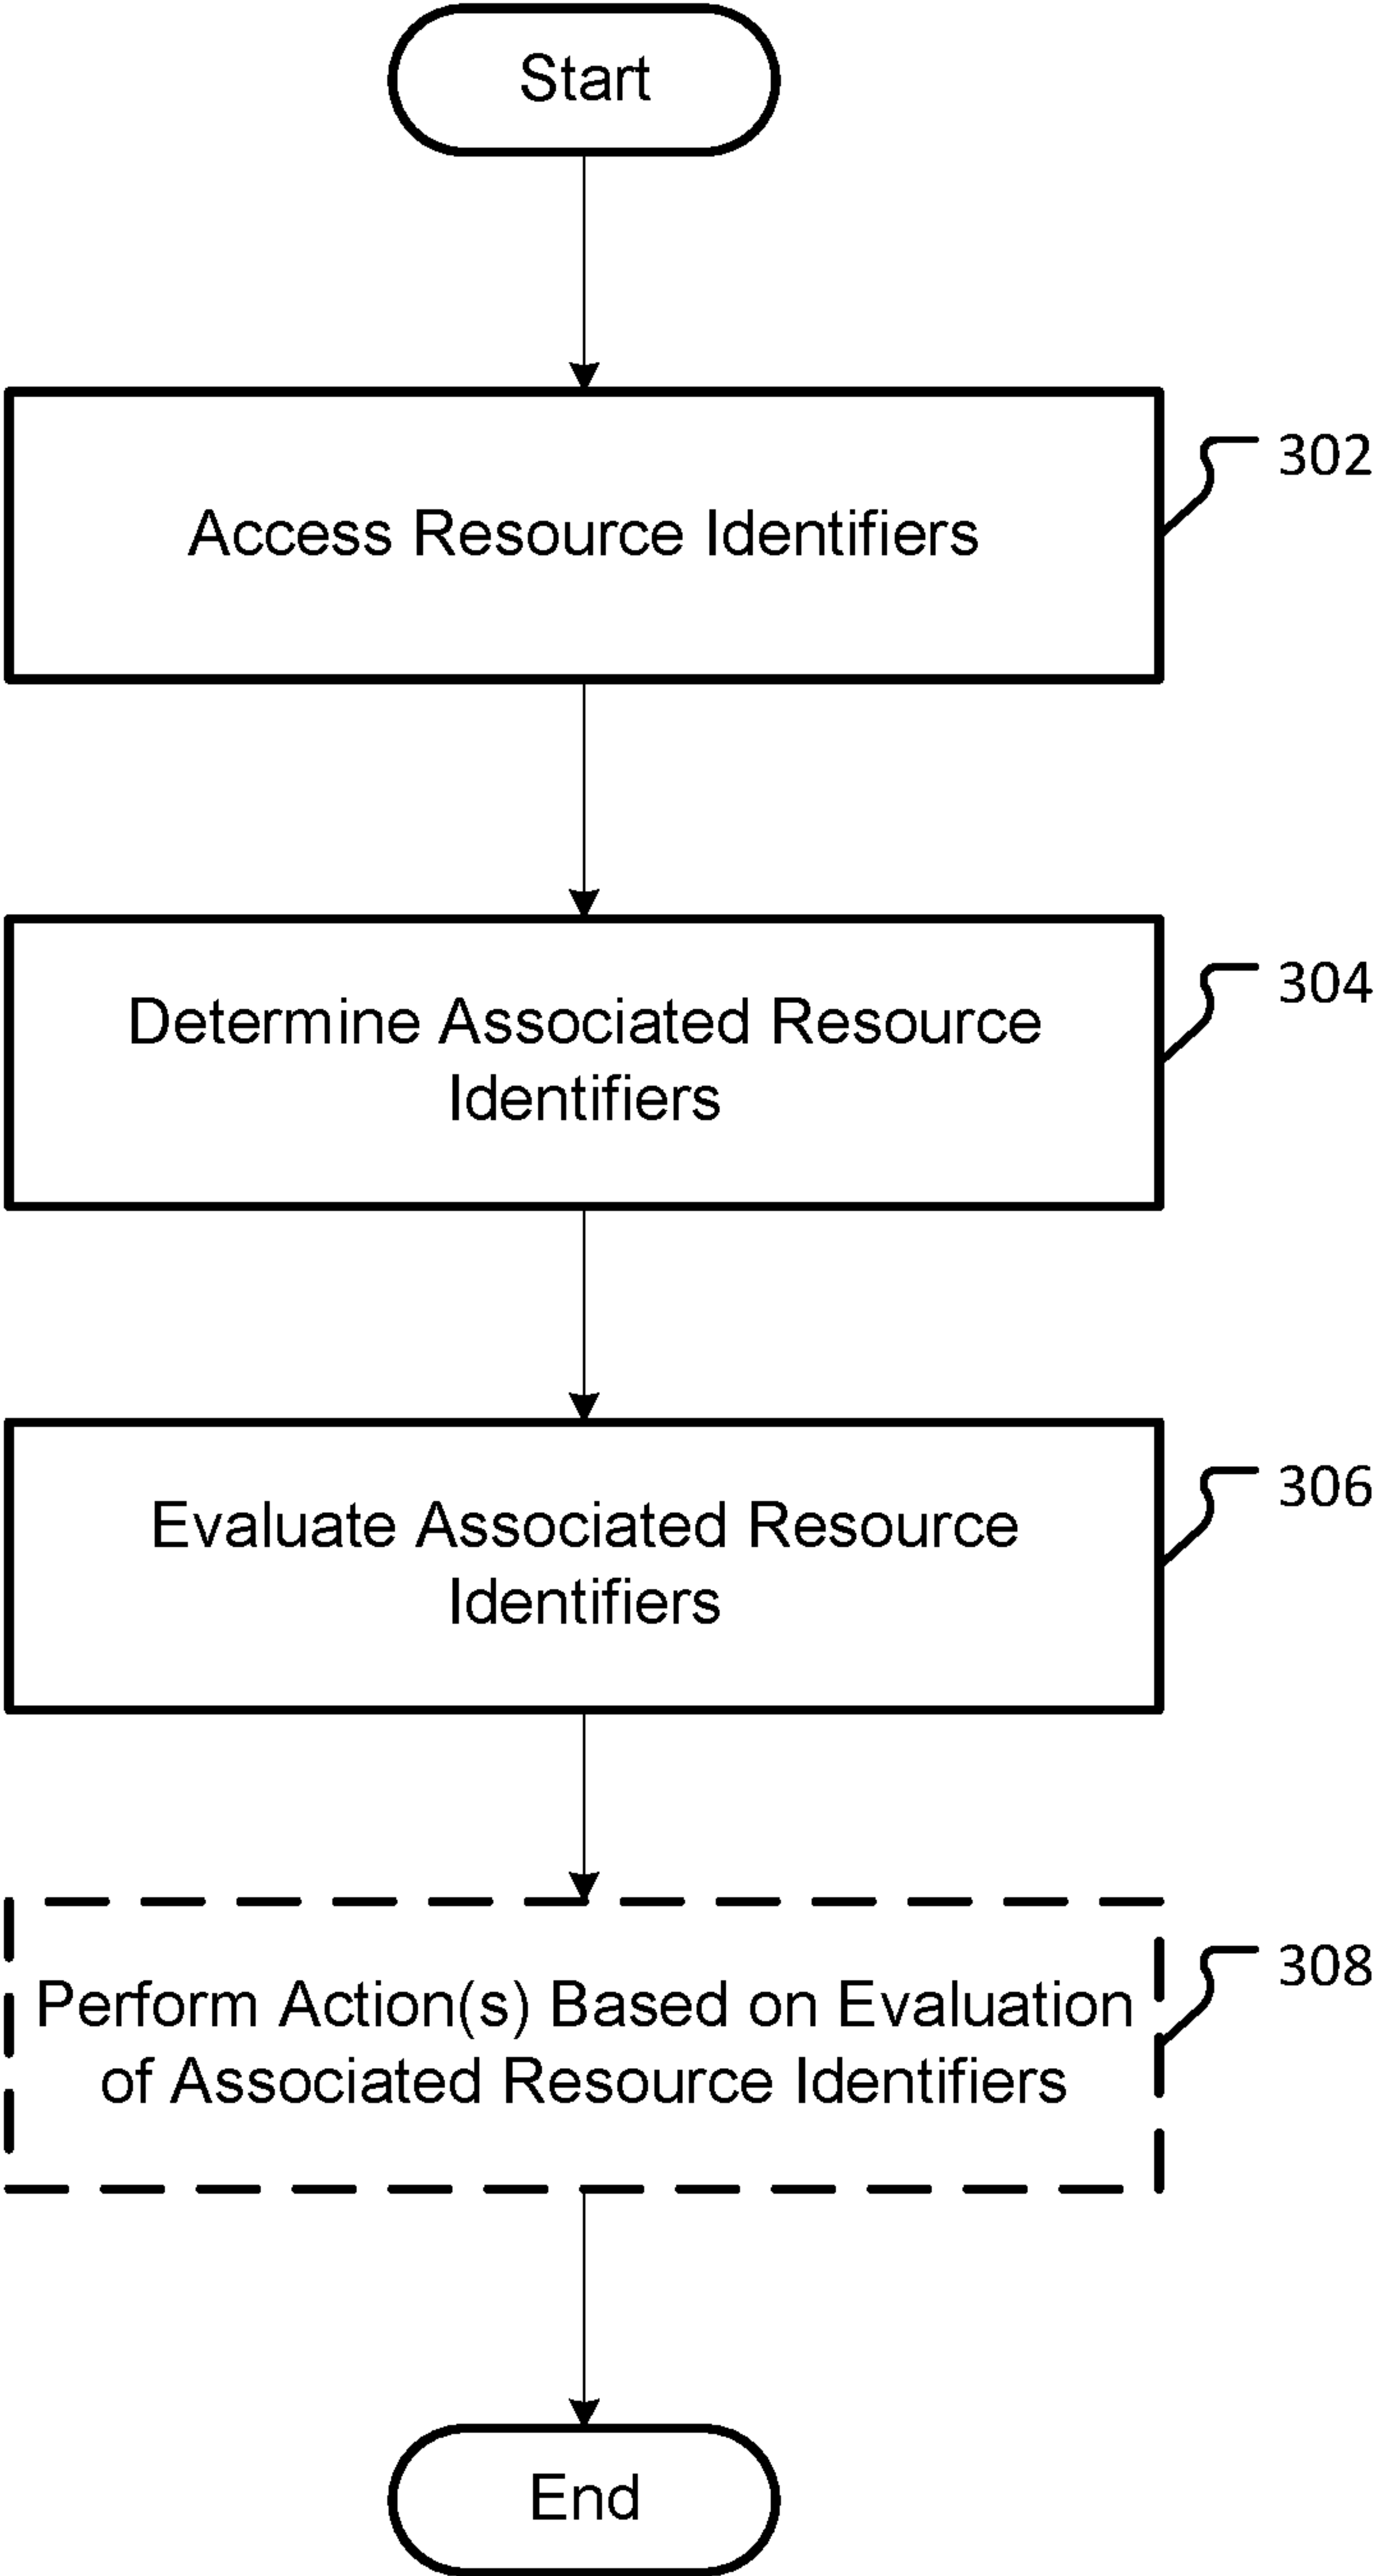 Start
Access Resource Identifiers
302
Determine Associated Resource
Identifiers
304
Evaluate Associated Resource
Identifiers
306
Perform Action(s) Based on Evaluation
of Associated Resource Identifiers
308
End